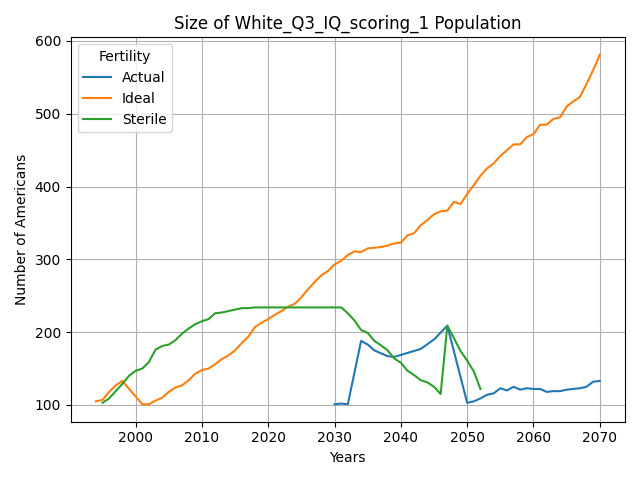 Size of White_Q3_IQ_scoring_1 Population
Fertility
Actual
Ideal
Sterile
Number of Americans
600
500
400
300
200
100
2000
2010
2020
2030
2040
2050
2060
2070
Years